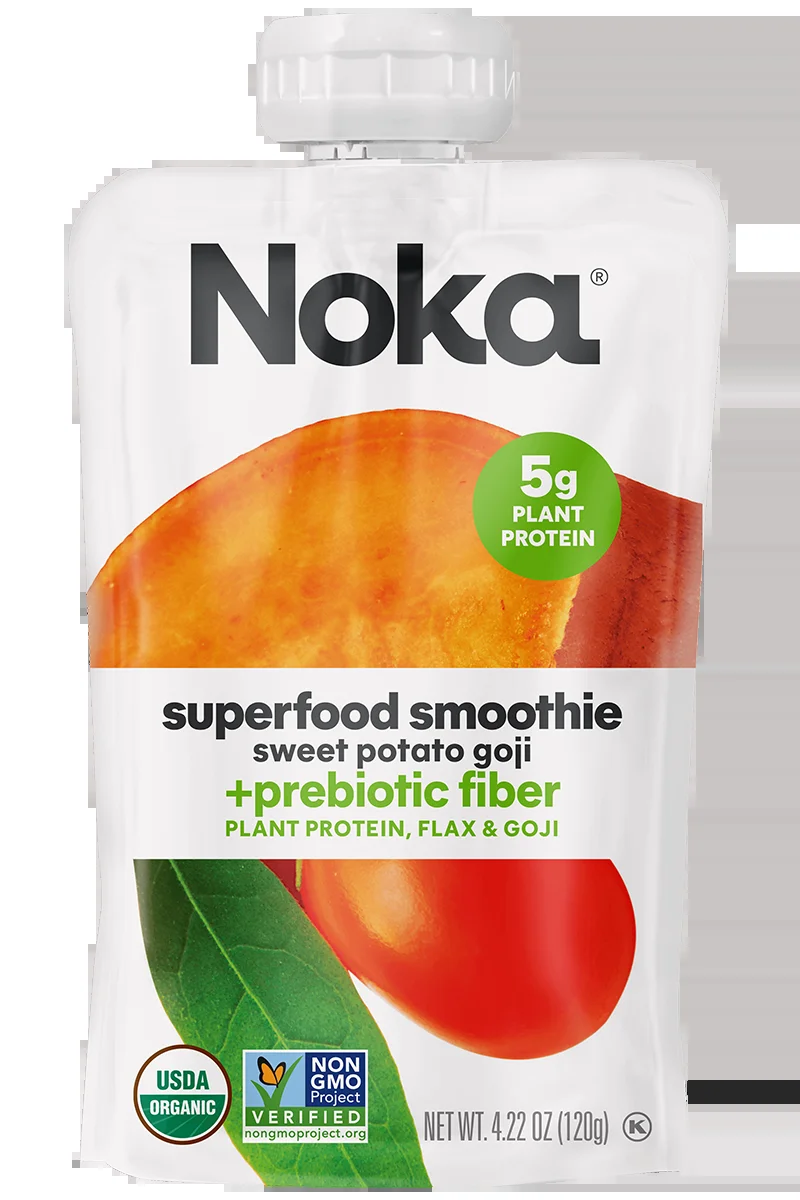 Noka®
5g
PLANT
PROTEIN
superfood smoothie
sweet potato goji
+prebiotic fiber
PLANT PROTEIN, FLAX & GOJI
USDA
ORGANIC
NON
GMO
Project
VERIFIED
nongmoproject.org
NET WT. 4.22 OZ (120g) K